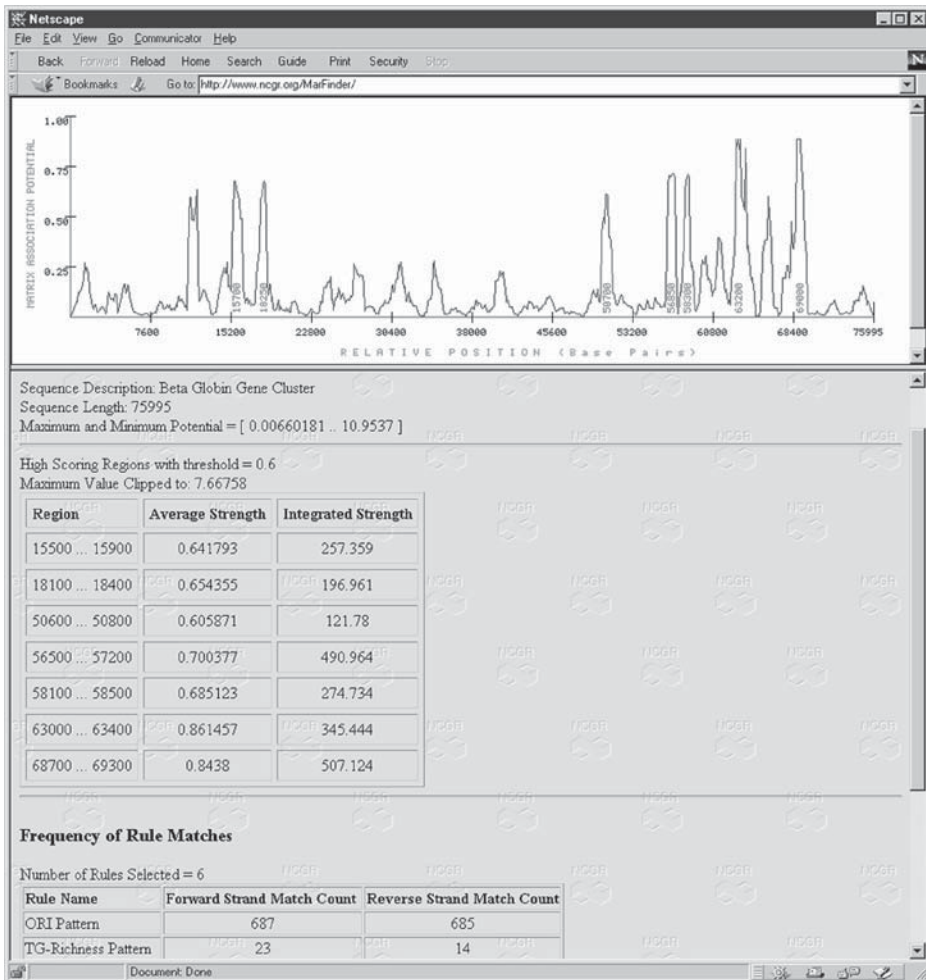 Netscape
File Edit View Go Communicator Help
Back Forward Reload Home Search Guide Print Security Stop
N
Bookmarks Go to: http://www.ncgr.org/MarFinder/
MATRIX ASSOCIATION POTENTIAL
1.00
0.75
0.50
0.25
15700 18250 50700 56850 58300 63200 69000
7600 15200 22800 30400 38000 45600 53200 60800 68400 75995
RELATIVE POSITION (Base Pairs)
Sequence Description: Beta Globin Gene Cluster
Sequence Length: 75995
Maximum and Minimum Potential = [ 0.00660181 .. 10.9537 ]
High Scoring Regions with threshold = 0.6
Maximum Value Clipped to: 7.66758
Region Average Strength Integrated Strength
15500 ... 15900 0.641793 257.359
18100 ... 18400 0.654355 196.961
50600 ... 50800 0.605871 121.78
56500 ... 57200 0.700377 490.964
58100 ... 58500 0.685123 274.734
63000 ... 63400 0.861457 345.444
68700 ... 69300 0.8438 507.124
Frequency of Rule Matches
Number of Rules Selected = 6
Rule Name Forward Strand Match Count Reverse Strand Match Count
ORI Pattern 687 685
TG-Richness Pattern 23 14
NCGR
Document: Done